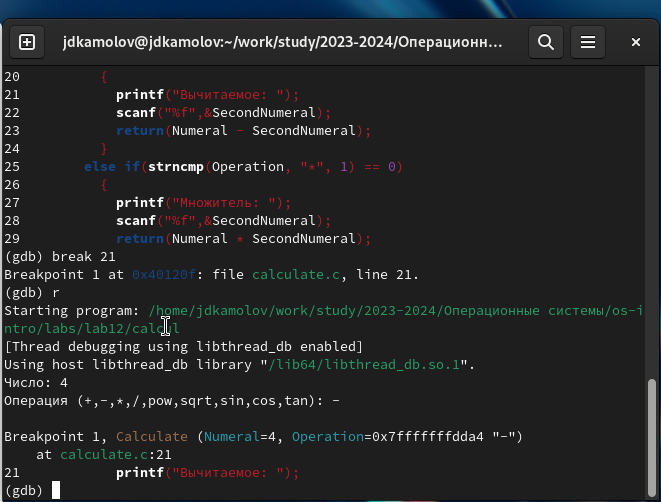 jdkamolov@jdkamolov:~/work/study/2023-2024/Операционн...
20          {
21            printf("Вычитаемое: ");
22            scanf("%f",&SecondNumeral);
23            return(Numeral - SecondNumeral);
24          }
25        else if(strncmp(Operation, "*", 1) == 0)
26          {
27            printf("Множитель: ");
28            scanf("%f",&SecondNumeral);
29            return(Numeral * SecondNumeral);
(gdb) break 21
Breakpoint 1 at 0x40120f: file calculate.c, line 21.
(gdb) r
Starting program: /home/jdkamolov/work/study/2023-2024/Операционные системы/os-i
ntro/labs/lab12/calcul
[Thread debugging using libthread_db enabled]
Using host libthread_db library "/lib64/libthread_db.so.1".
Число: 4
Операция (+,-,*,/,pow,sqrt,sin,cos,tan): -
Breakpoint 1, Calculate (Numeral=4, Operation=0x7fffffffdda4 "-")
    at calculate.c:21
21            printf("Вычитаемое: ");
(gdb)